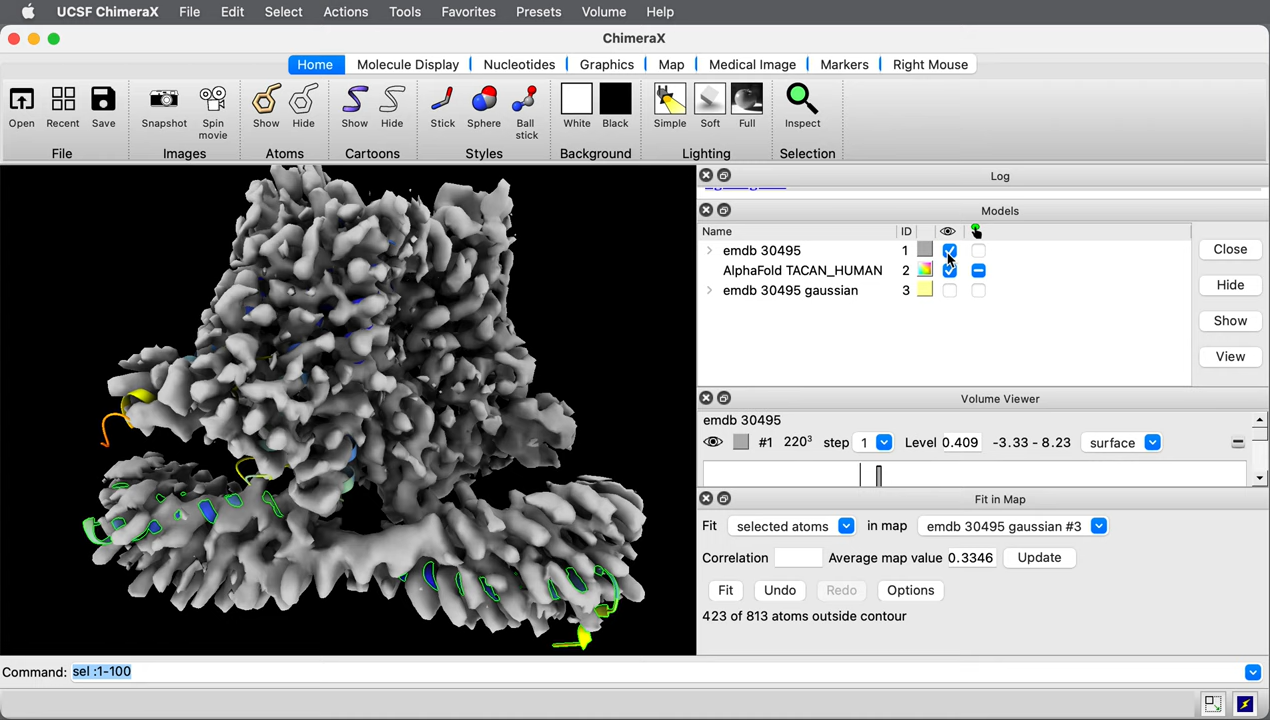 UCSF ChimeraX File Edit Select Actions Tools Favorites Presets Volume Help
ChimeraX
Home Molecule Display Nucleotides Graphics Map Medical Image Markers Right Mouse
Open Recent Save Snapshot Spin movie Show Hide Show Hide Stick Sphere Ball stick White Black Simple Soft Full Inspect
File Images Atoms Cartoons Styles Background Lighting Selection
Log
Models
Name ID
emdb 30495 1
AlphaFold TACAN_HUMAN 2
emdb 30495 gaussian 3
Close
Hide
Show
View
Volume Viewer
emdb 30495
#1 220³ step 1 Level 0.409 -3.33 - 8.23 surface
Fit in Map
Fit selected atoms in map emdb 30495 gaussian #3
Correlation Average map value 0.3346 Update
Fit Undo Redo Options
423 of 813 atoms outside contour
Command: sel :1-100